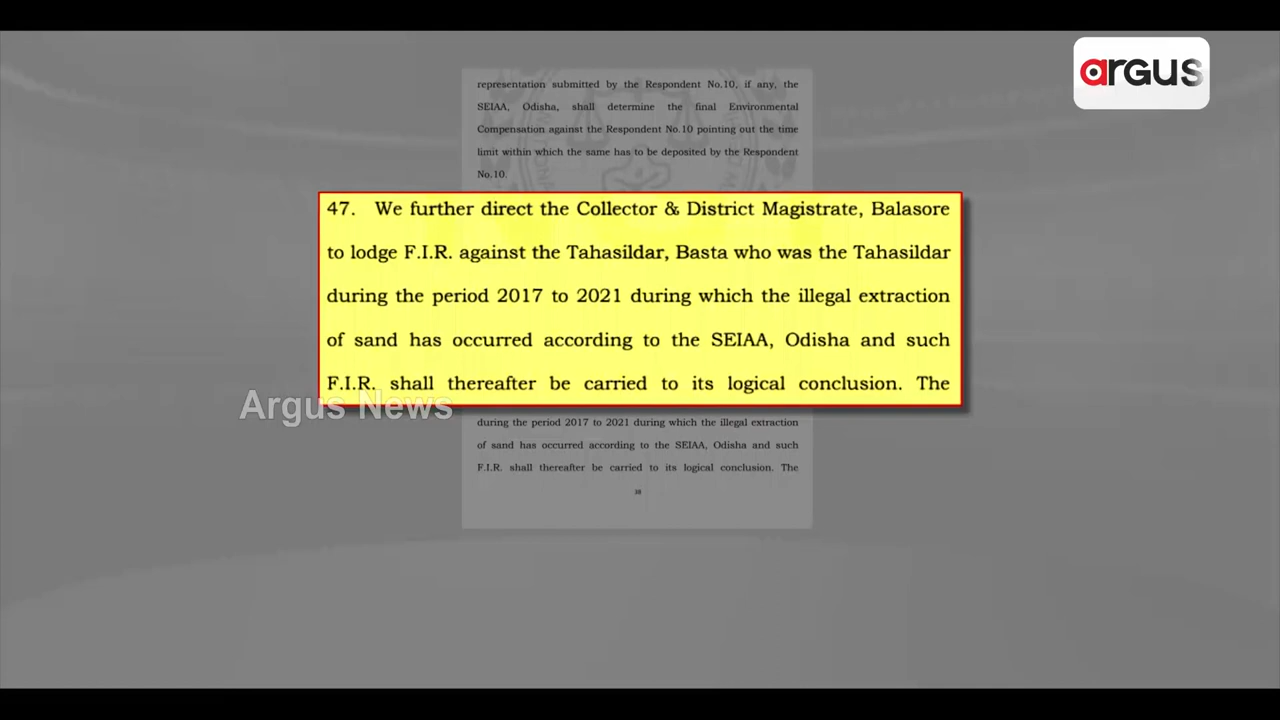 argus
representation submitted by the Respondent No.10, if any, the
SEIAA, Odisha, shall determine the final Environmental
Compensation against the Respondent No.10 pointing out the time
limit within which the same has to be deposited by the Respondent
No.10.
47. We further direct the Collector & District Magistrate, Balasore
to lodge F.I.R. against the Tahasildar, Basta who was the Tahasildar
during the period 2017 to 2021 during which the illegal extraction
of sand has occurred according to the SEIAA, Odisha and such
F.I.R. shall thereafter be carried to its logical conclusion. The
Argus News
during the period 2017 to 2021 during which the illegal extraction
of sand has occurred according to the SEIAA, Odisha and such
F.I.R. shall thereafter be carried to its logical conclusion. The
38